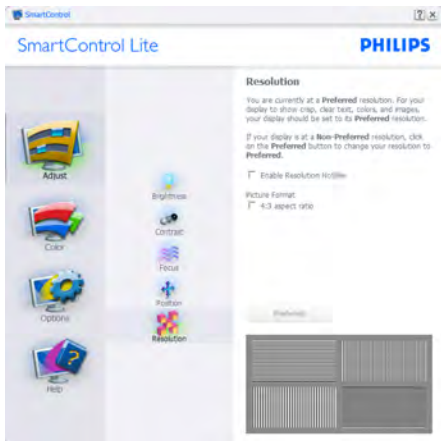 SmartControl
SmartControl Lite
PHILIPS
Adjust
Color
Options
Help
Brightness
Contrast
Focus
Position
Resolution
Resolution
You are currently at a Preferred resolution. For your
display to show crisp, clear text, colors, and images,
your display should be set to its Preferred resolution.
If your display is at a Non-Preferred resolution, click
on the Preferred button to change your resolution to
Preferred.
Enable Resolution Notifier
Picture Format
4:3 aspect ratio
Preferred